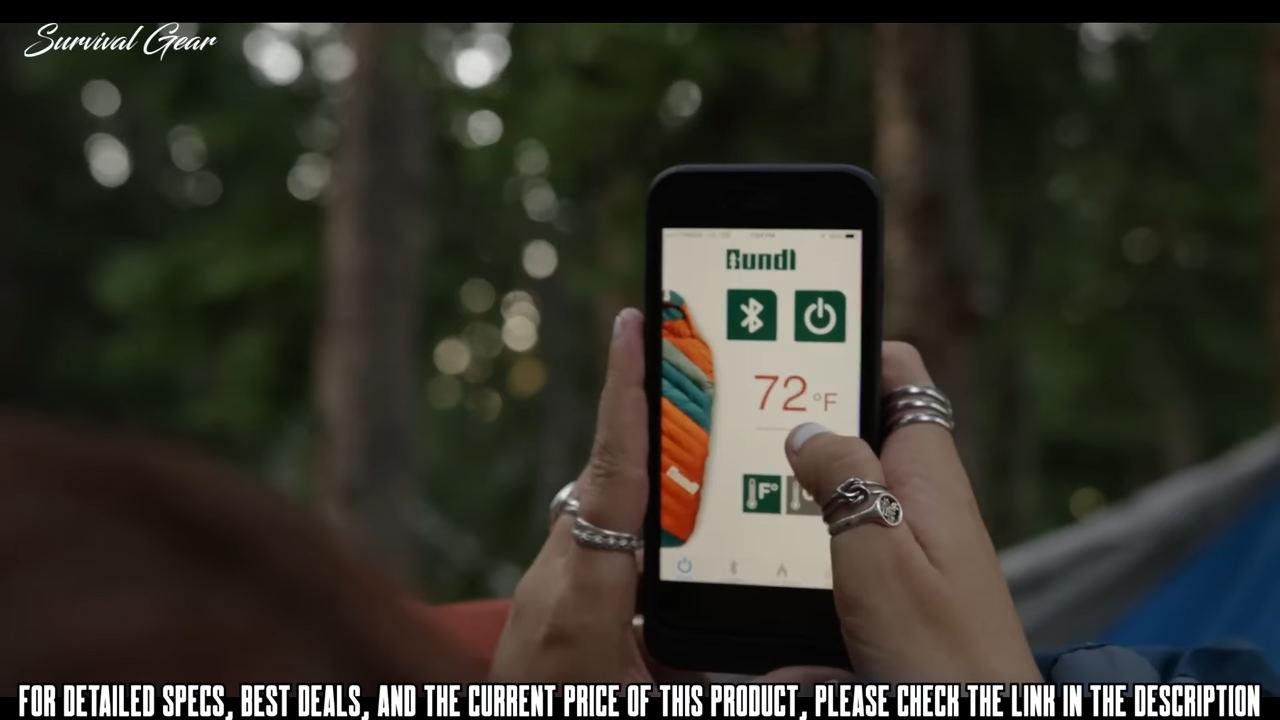 Survival Gear
Bundl
72 °F
F°
FOR DETAILED SPECS, BEST DEALS, AND THE CURRENT PRICE OF THIS PRODUCT, PLEASE CHECK THE LINK IN THE DESCRIPTION